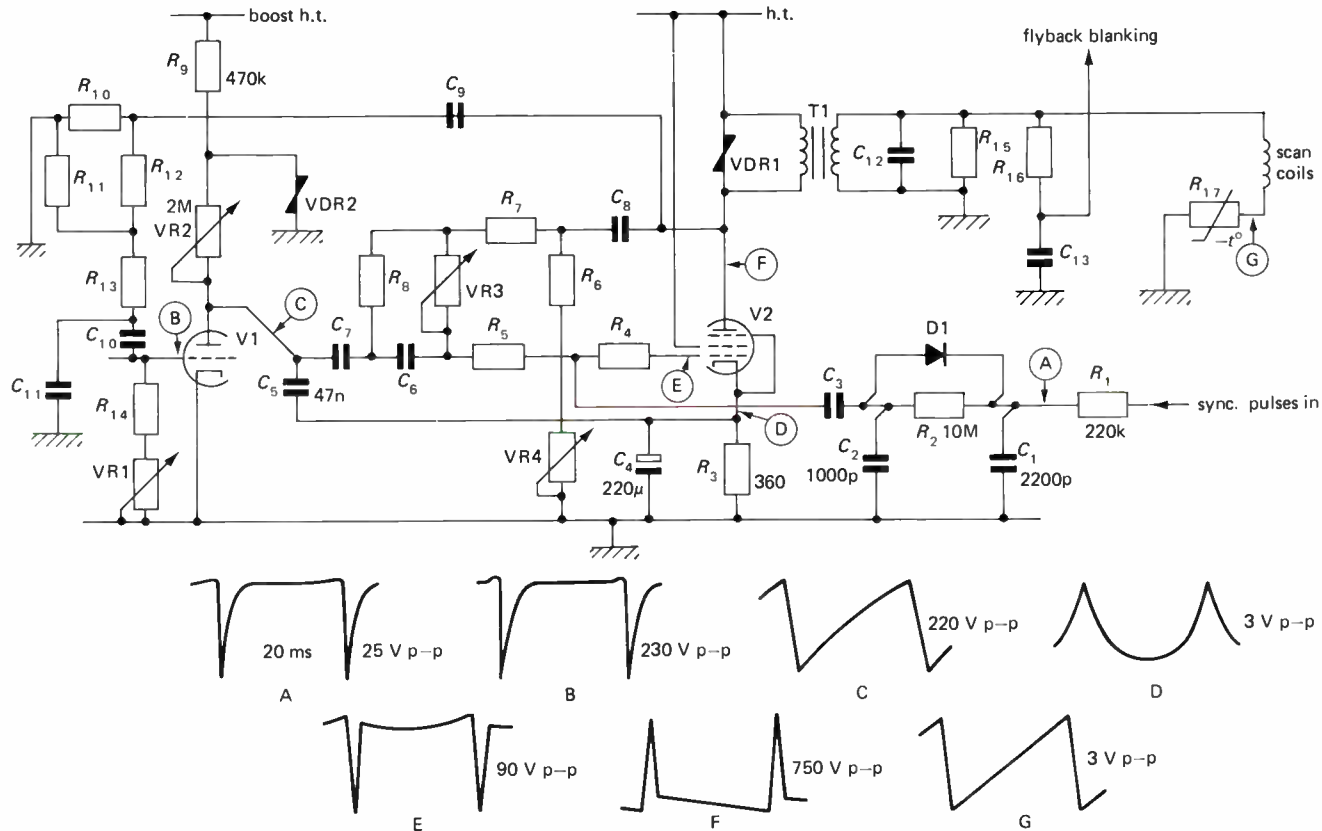 boost h.t.
h.t.
flyback blanking
R9
470k
R10
C9
T1
R11
R12
VDR1
C12
R15
R16
scan
coils
2M
VR2
VDR2
R7
C8
R17
−t°
F
G
R13
R8
VR3
R6
C13
C
B
V1
V2
C10
C7
C6
R5
R4
E
D1
A
C11
C5
47n
C3
R1
sync. pulses in
R14
D
R2 10M
220k
VR1
VR4
C4
220μ
R3
360
C2
1000p
C1
2200p
20 ms
25 V p–p
A
230 V p–p
B
220 V p–p
C
3 V p–p
D
90 V p–p
E
750 V p–p
F
3 V p–p
G